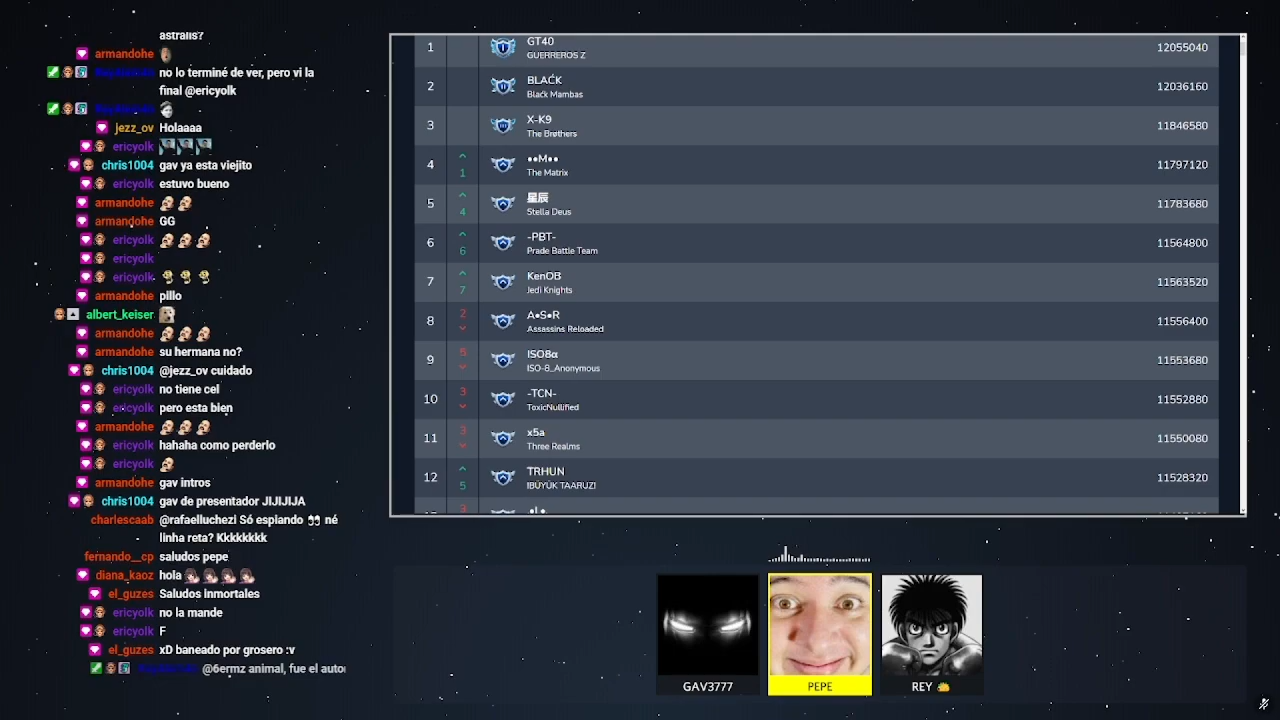 astralis?
armandohe
no lo terminé de ver, pero vi la
final @ericyolk
jezz_ov Holaaaa
ericyolk
chris1004 gav ya esta viejito
ericyolk estuvo bueno
armandohe
armandohe GG
ericyolk
ericyolk
ericyolk
armandohe pillo
albert_keiser
armandohe
armandohe su hermana no?
chris1004 @jezz_ov cuidado
ericyolk no tiene cel
ericyolk pero esta bien
armandohe
ericyolk hahaha como perderlo
ericyolk
armandohe gav intros
chris1004 gav de presentador JIJIJIJA
charlescaab @rafaelluchezi Só espiando 👀 né
linha reta? Kkkkkkkk
fernando__cp saludos pepe
diana_kaoz hola
el_guzes Saludos inmortales
ericyolk no la mande
ericyolk F
el_guzes xD baneado por grosero :v
@6ermz animal, fue el autor
1 GT40 12055040
GUERREROS Z
2 BLAĆK 12036160
Black Mambas
3 X-K9 11846580
The Brothers
4 1 ••M•• 11797120
The Matrix
5 4 星辰 11783680
Stella Deus
6 6 -PBT- 11564800
Prade Battle Team
7 7 KenOB 11563520
Jedi Knights
8 2 A•S•R 11556400
Assassins Reloaded
9 5 ISO8α 11553680
ISO-8_Anonymous
10 3 -TCN- 11552880
ToxicNullified
11 3 x5a 11550080
Three Realms
12 5 TRHUN 11528320
IBÜYÜK TAARUZI
3
GAV3777
PEPE
REY 🌮